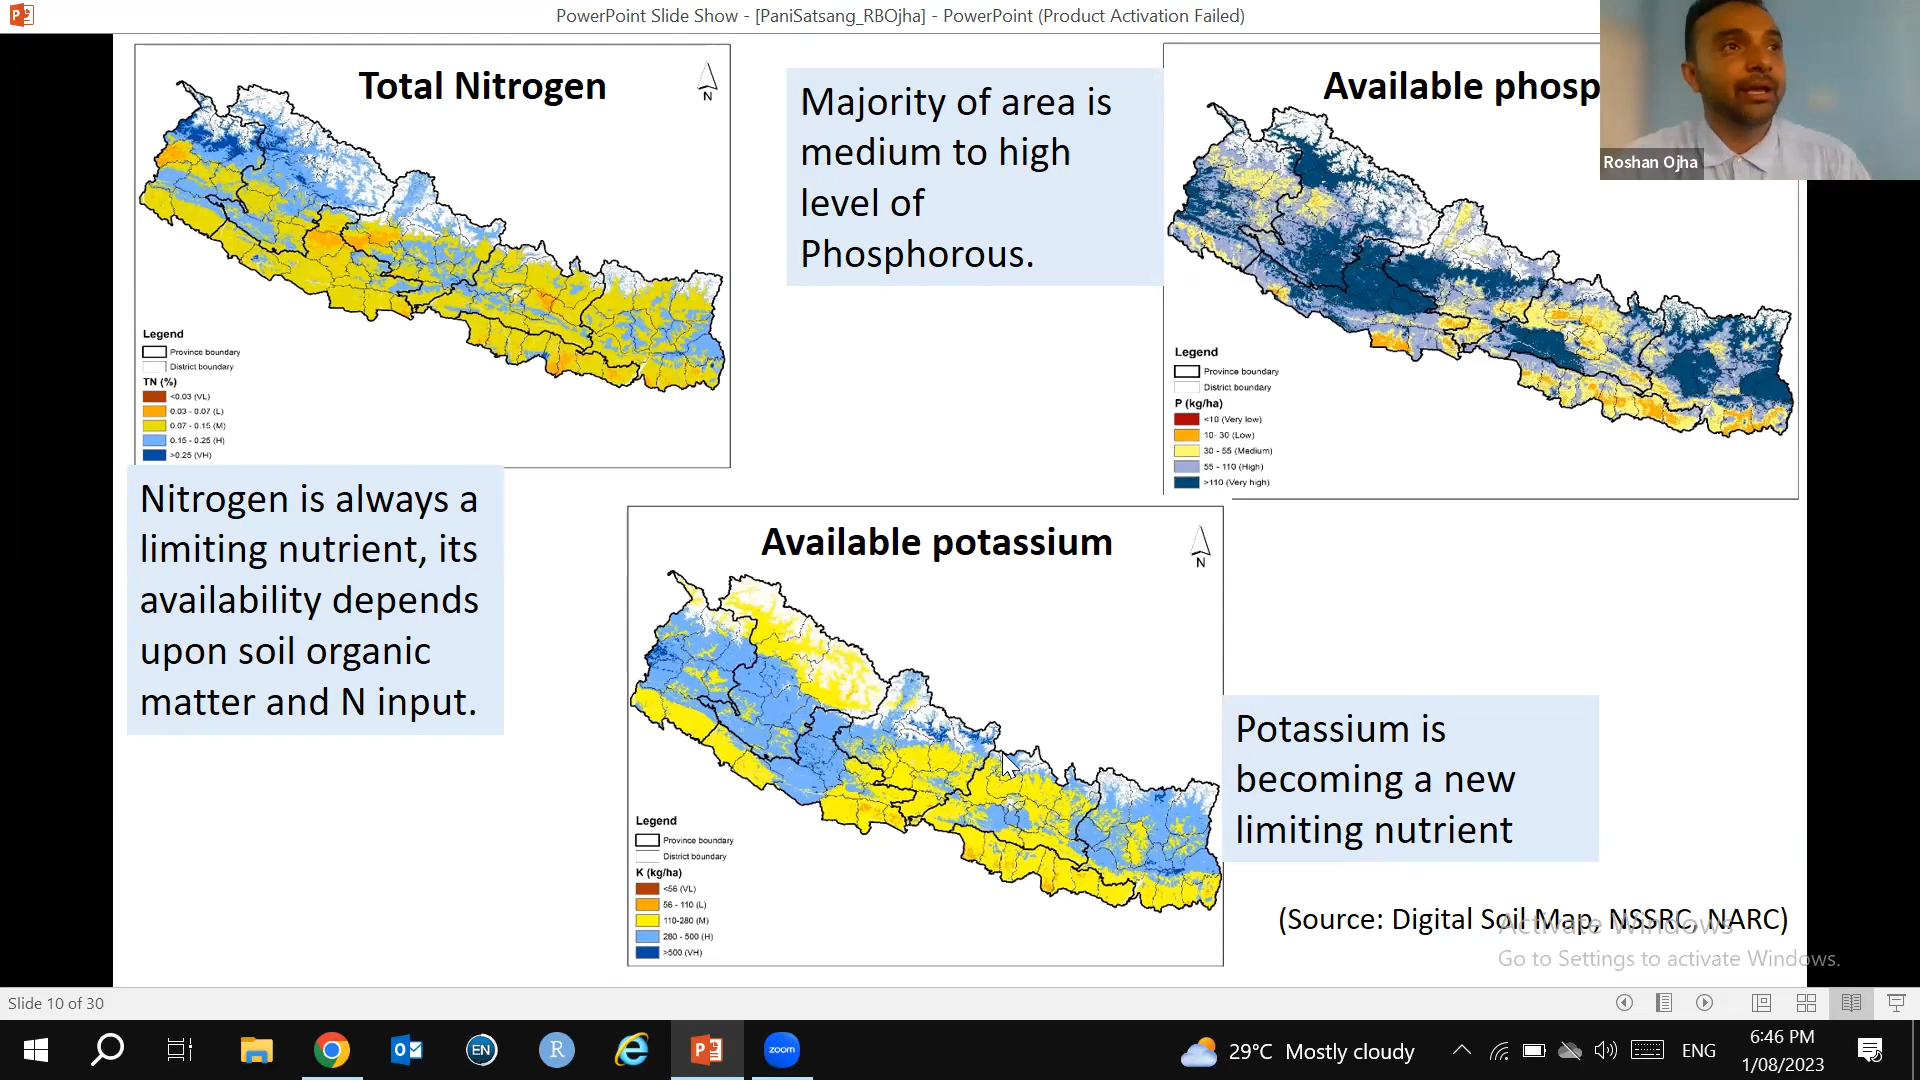 PowerPoint Slide Show - [PaniSatsang_RBOjha] - PowerPoint (Product Activation Failed)
Total Nitrogen
N
Legend
Province boundary
District boundary
TN (%)
<0.03 (VL)
0.03 - 0.07 (L)
0.07 - 0.15 (M)
0.15 - 0.25 (H)
>0.25 (VH)
Majority of area is
medium to high
level of
Phosphorous.
Available phosp
Roshan Ojha
Legend
Province boundary
District boundary
P (kg/ha)
<10 (Very low)
10- 30 (Low)
30 - 55 (Medium)
55 - 110 (High)
>110 (Very high)
Nitrogen is always a
limiting nutrient, its
availability depends
upon soil organic
matter and N input.
Available potassium
N
Legend
Province boundary
District boundary
K (kg/ha)
<56 (VL)
56 - 110 (L)
110-280 (M)
280 - 500 (H)
>500 (VH)
Potassium is
becoming a new
limiting nutrient
(Source: Digital Soil Map, NSSRC, NARC)
Activate Windows
Go to Settings to activate Windows.
Slide 10 of 30
EN
R
zoom
29°C Mostly cloudy
ENG
6:46 PM
1/08/2023